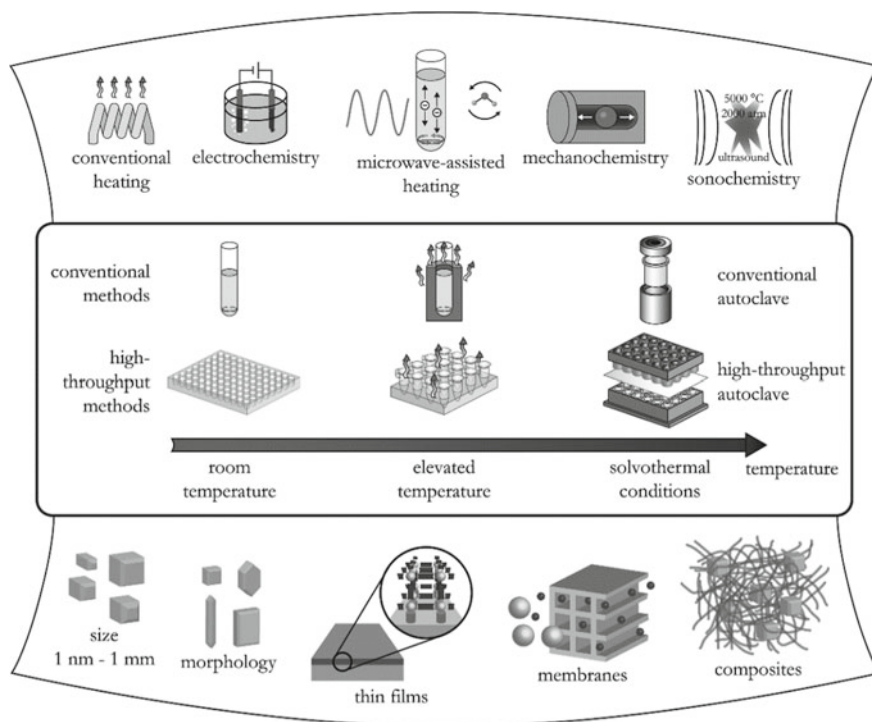 conventional
heating
electrochemistry
microwave-assisted
heating
mechanochemistry
5000 °C
2000 atm
ultrasound
sonochemistry
conventional
methods
conventional
autoclave
high-
throughput
methods
high-throughput
autoclave
room
temperature
elevated
temperature
solvothermal
conditions
temperature
size
1 nm - 1 mm
morphology
thin films
membranes
composites